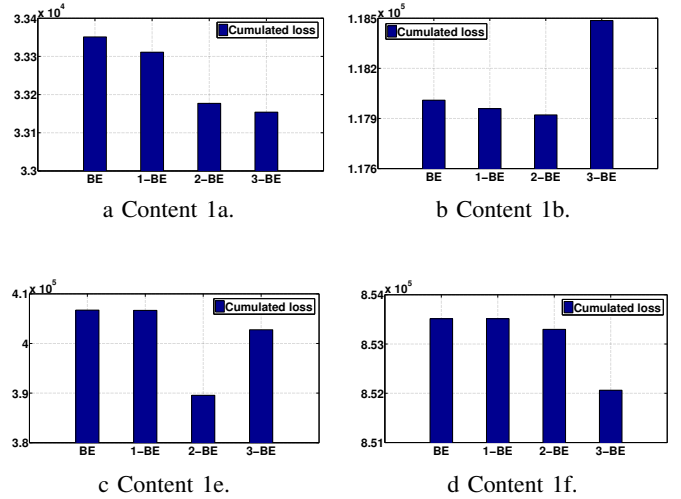 x 10^4
3.34
3.33
3.32
3.31
3.3
Cumulated loss
BE 1-BE 2-BE 3-BE
a Content 1a.
x 10^5
1.185
1.182
1.179
1.176
Cumulated loss
BE 1-BE 2-BE 3-BE
b Content 1b.
x 10^5
4.1
4
3.9
3.8
Cumulated loss
BE 1-BE 2-BE 3-BE
c Content 1e.
x 10^5
8.54
8.53
8.52
8.51
Cumulated loss
BE 1-BE 2-BE 3-BE
d Content 1f.